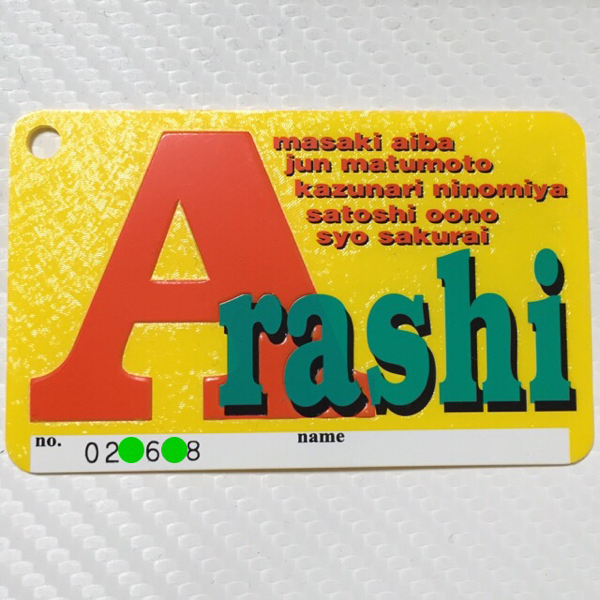 masaki aiba
jun matumoto
kazunari ninomiya
satoshi oono
syo sakurai
Arashi
no. 02 6 8 name